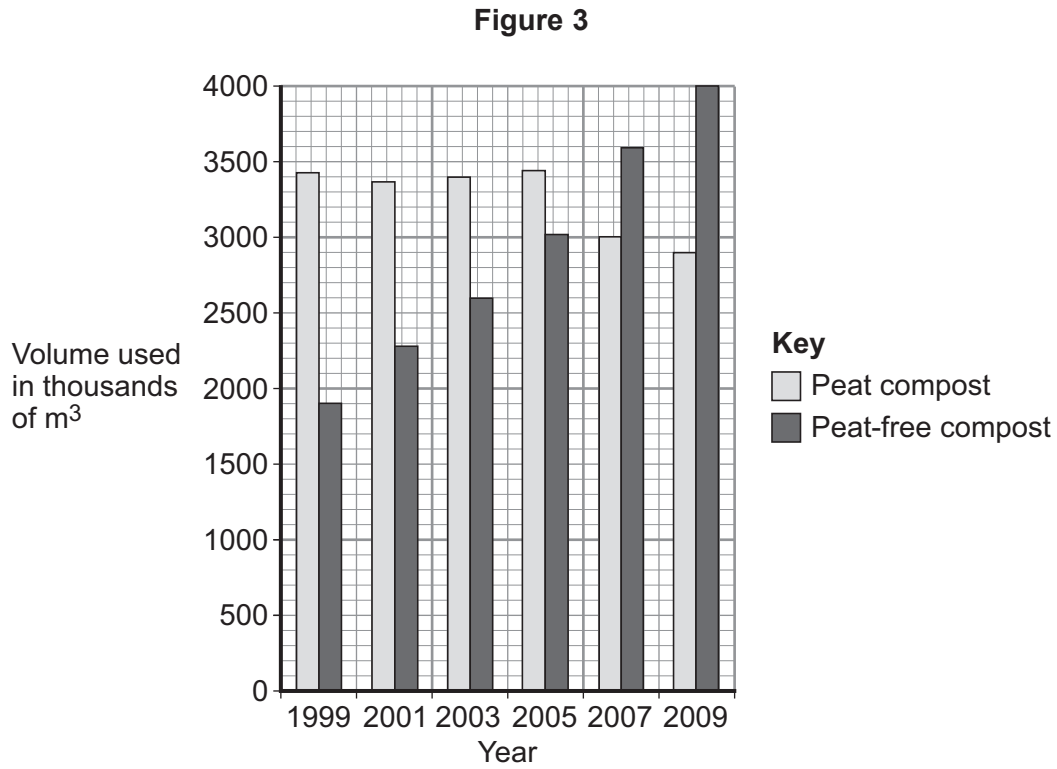 Figure 3
4000
3500
3000
2500
2000
1500
1000
500
0
Volume used
in thousands
of m3
1999 2001 2003 2005 2007 2009
Year
Key
Peat compost
Peat-free compost